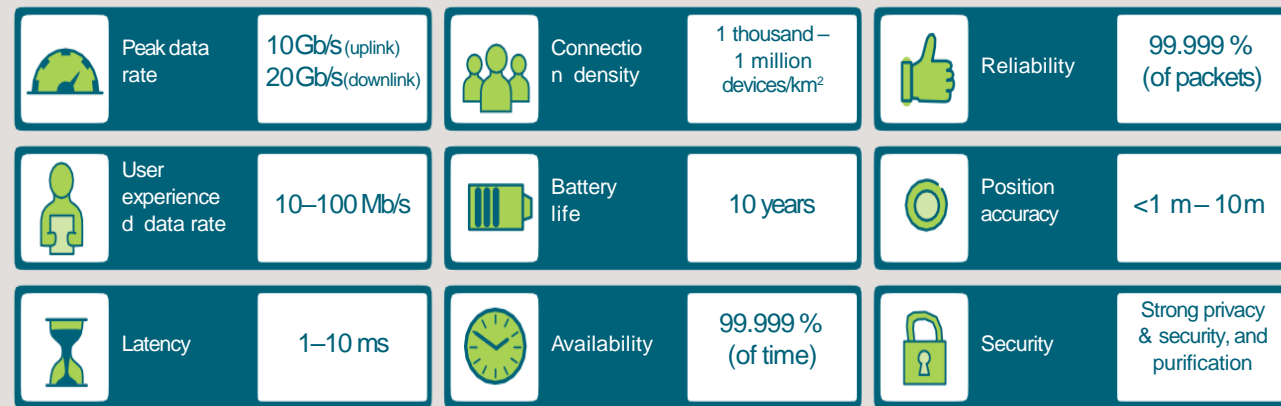 Peak data
rate
10Gb/s (uplink)
20Gb/s(downlink)
Connectio
n density
1 thousand –
1 million
devices/km²
Reliability
99.999 %
(of packets)
User
experience
d data rate
10–100 Mb/s
Battery
life
10 years
Position
accuracy
<1 m – 10m
Latency
1–10 ms
Availability
99.999 %
(of time)
Security
Strong privacy
& security, and
purification